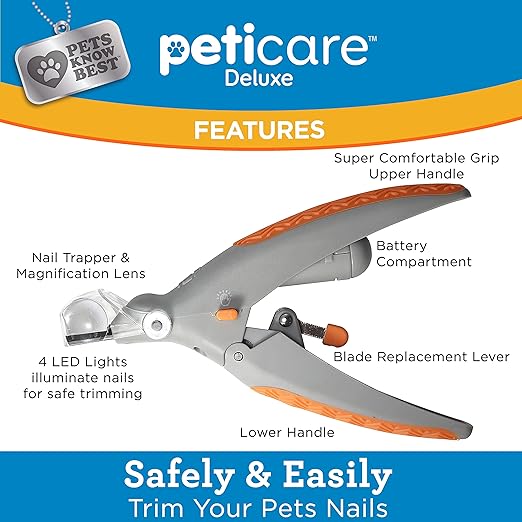 PETS
KNOW
BEST™
peticare™
Deluxe
FEATURES
Super Comfortable Grip
Upper Handle
Nail Trapper &
Magnification Lens
Battery
Compartment
4 LED Lights
illuminate nails
for safe trimming
Blade Replacement Lever
Lower Handle
Safely & Easily
Trim Your Pets Nails